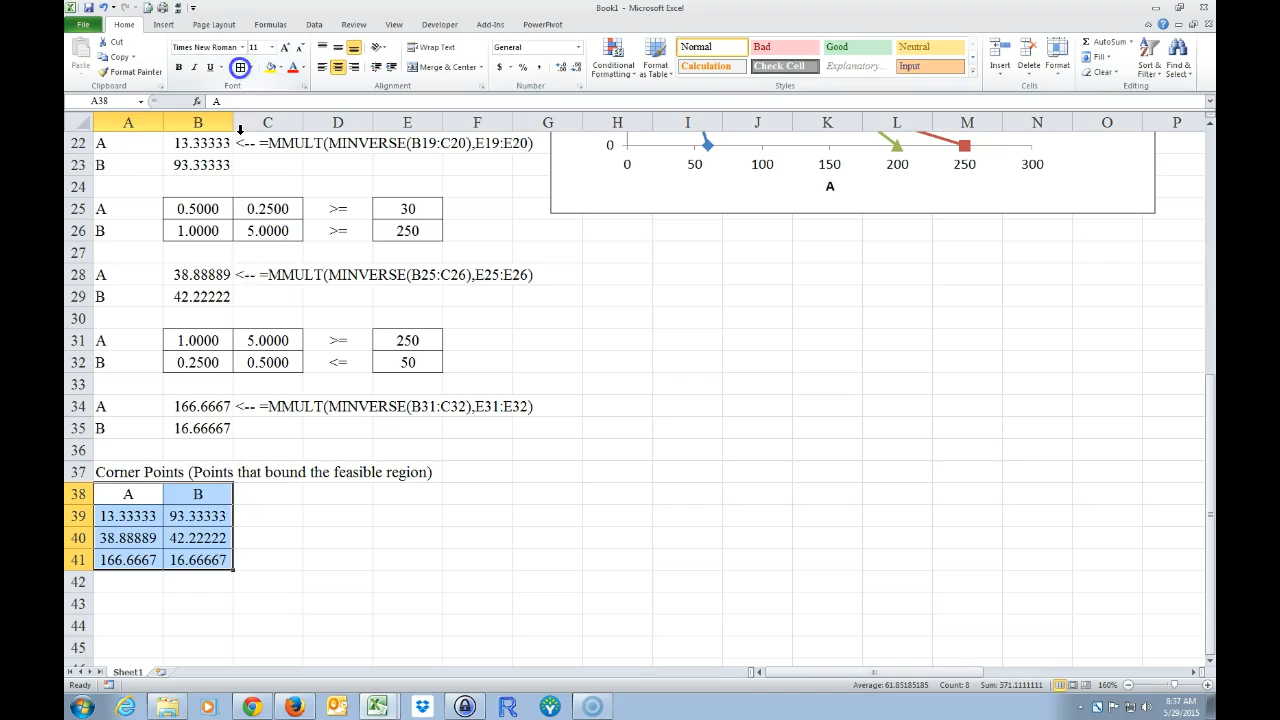 Book1 - Microsoft Excel
File Home Insert Page Layout Formulas Data Review View Developer Add-Ins PowerPivot
Cut
Copy
Format Painter
Paste
Clipboard
Times New Roman 11
B I U
A
Font
Wrap Text
Merge & Center
Alignment
General
$ % ,
Number
Conditional Formatting
Format as Table
Normal Bad Good Neutral
Calculation Check Cell Explanatory... Input
Styles
Insert Delete Format
Cells
AutoSum
Fill
Clear
Sort & Filter
Find & Select
Editing
A38 fx A
A B C D E F G H I J K L M N O P
22 A 13.33333 <-- =MMULT(MINVERSE(B19:C20),E19:E20)
23 B 93.33333
24
25 A 0.5000 0.2500 >= 30
26 B 1.0000 5.0000 >= 250
27
28 A 38.88889 <-- =MMULT(MINVERSE(B25:C26),E25:E26)
29 B 42.22222
30
31 A 1.0000 5.0000 >= 250
32 B 0.2500 0.5000 <= 50
33
34 A 166.6667 <-- =MMULT(MINVERSE(B31:C32),E31:E32)
35 B 16.66667
36
37 Corner Points (Points that bound the feasible region)
38 A B
39 13.33333 93.33333
40 38.88889 42.22222
41 166.6667 16.66667
42
43
44
45
0
0 50 100 150 200 250 300
A
Sheet1
Ready
Average: 61.85185185 Count: 8 Sum: 371.1111111 160%
8:37 AM
5/29/2015